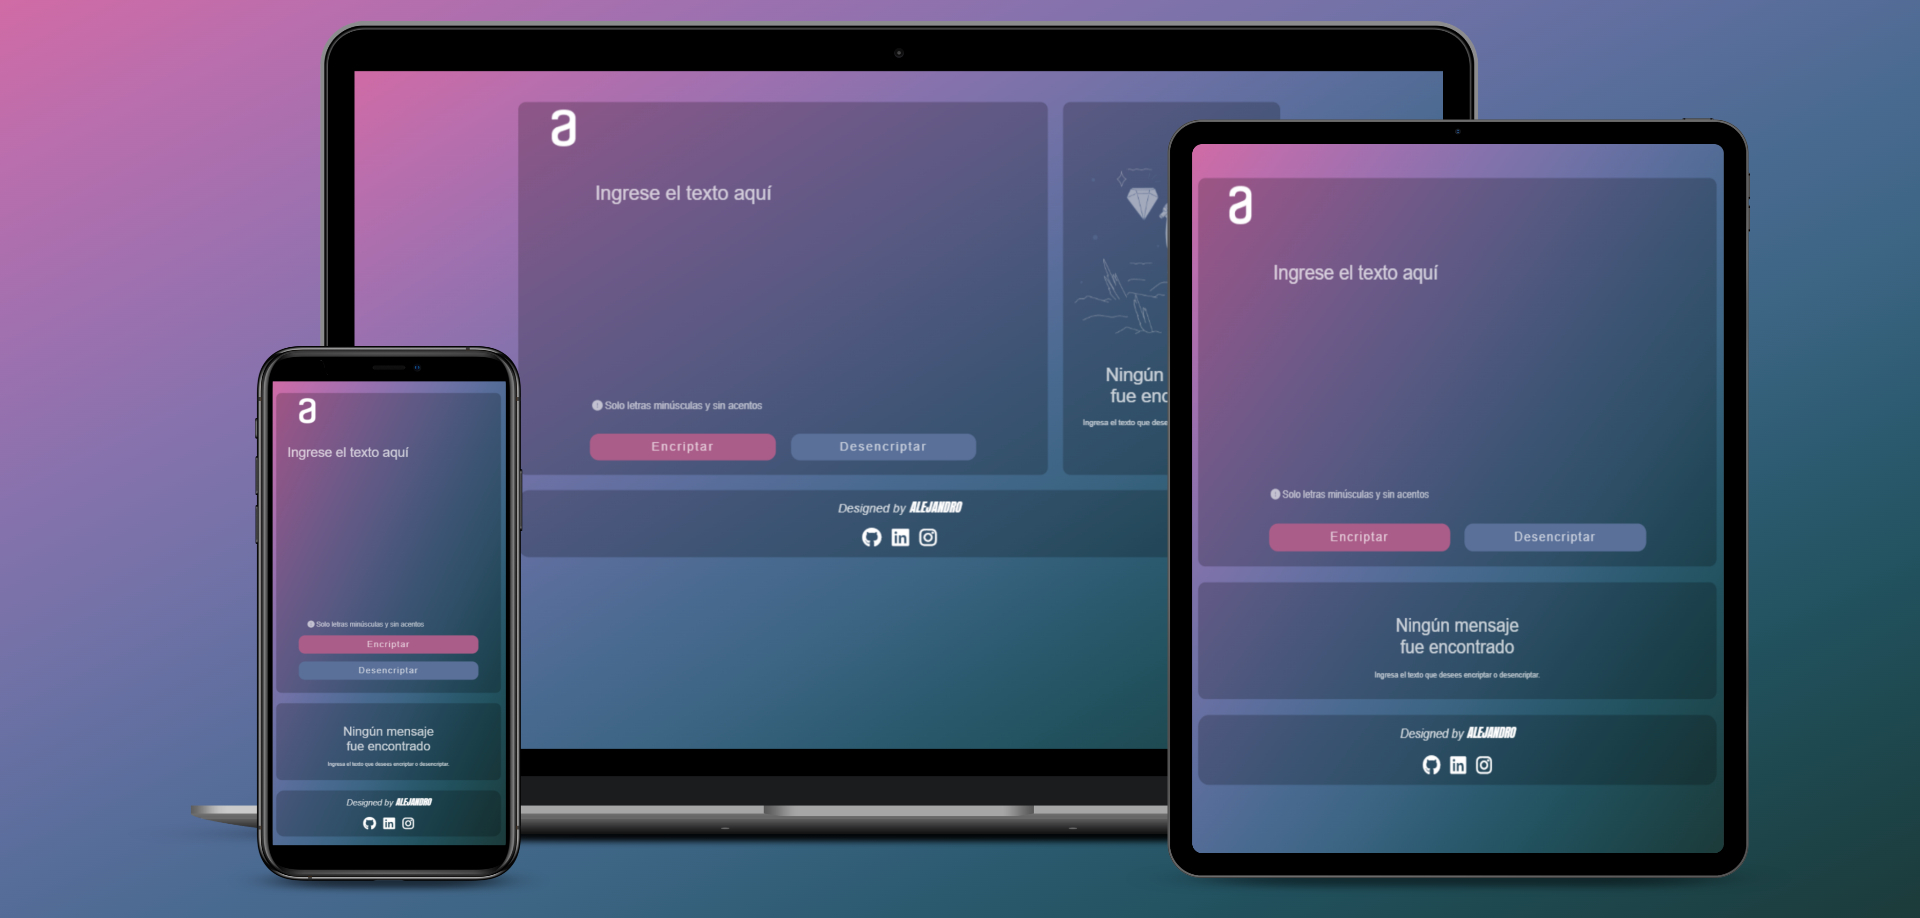 a
Ingrese el texto aquí
Solo letras minúsculas y sin acentos
Encriptar
Desencriptar
Ningún
fue enc
Ingresa el texto que dese
Designed by ALEJANDRO
in
a
Ingrese el texto aquí
Solo letras minúsculas y sin acentos
Encriptar
Desencriptar
Ningún mensaje
fue encontrado
Ingresa el texto que desees encriptar o desencriptar.
Designed by ALEJANDRO
in
a
Ingrese el texto aquí
Solo letras minúsculas y sin acentos
Encriptar
Desencriptar
Ningún mensaje
fue encontrado
Ingresa el texto que desees encriptar o desencriptar.
Designed by ALEJANDRO
in